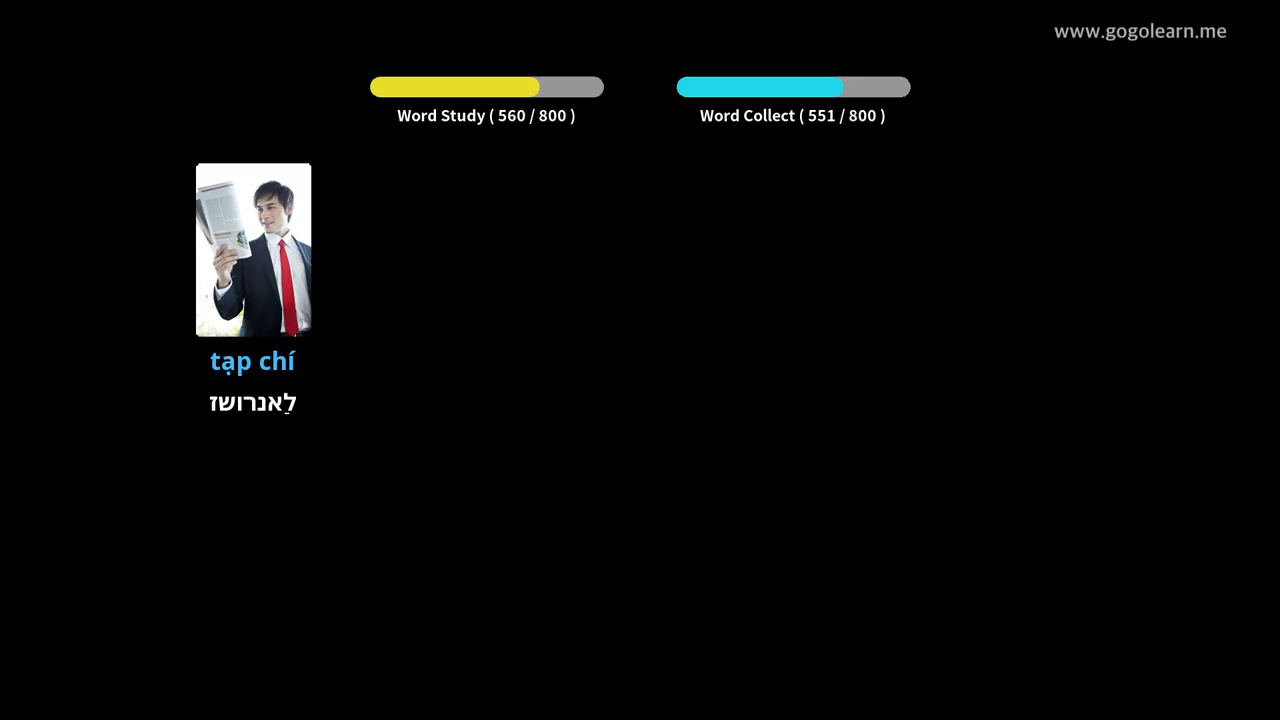 www.gogolearn.me
Word Study ( 560 / 800 )
Word Collect ( 551 / 800 )
tạp chí
לַאנרושז